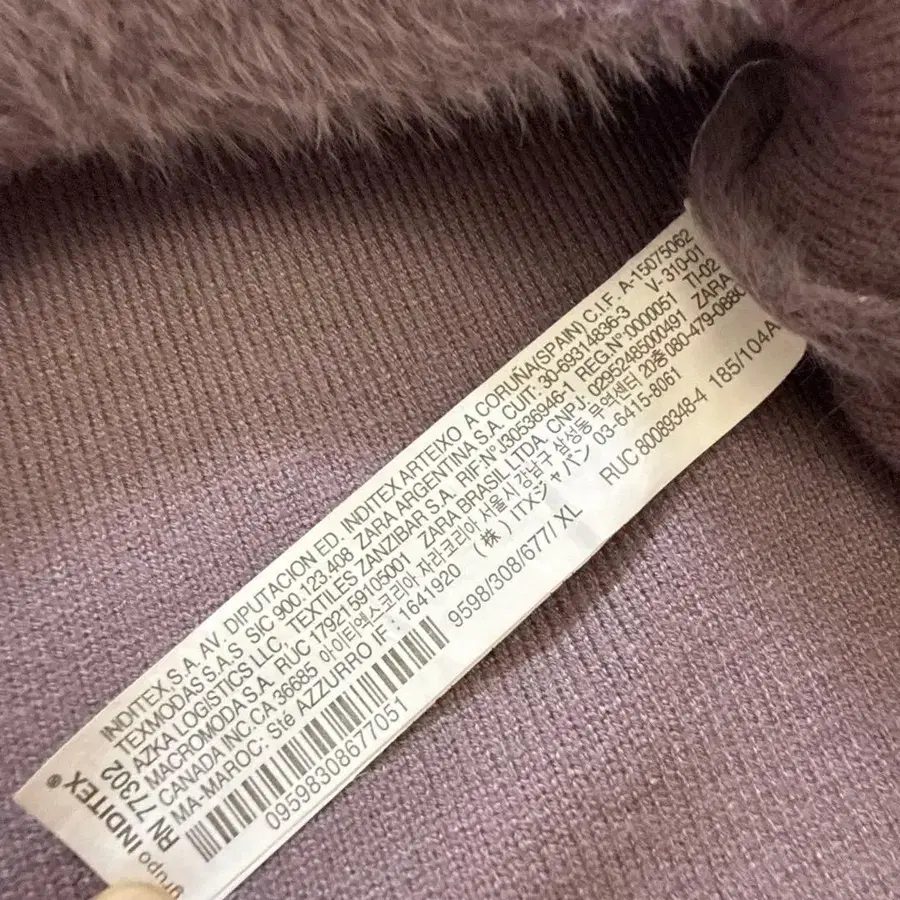 grupo INDITEX ®
RN 77302
INDITEX,S.A. AV. DIPUTACION ED. INDITEX ARTEIXO A CORUÑA(SPAIN) C.I.F. A-15075062
TEXMODAS S.A.S SIC 900.123.408 ZARA ARGENTINA S.A. CUIT: 30-69314836-3 V-310-01
AZKA LOGISTICS LLC, TEXTILES ZANZIBAR S.A. RIF:Nº J30536946-1 REG.Nº:0000051 TI-02
MACROMODA S.A. RUC 1792159105001 ZARA BRASIL LTDA. CNPJ: 02952485000491 ZARA
CANADA INC. CA 36685 아이티엑스코리아 자라코리아 서울시 강남구 삼성동 무역센터 20층 080-479-0880
MA-MAROC: Sté AZZURRO IF : 1641920 (株) ITXジャパン 03-6415-8061
RUC 80089348-4 185/104A
9598/308/677/ XL
09598308677051